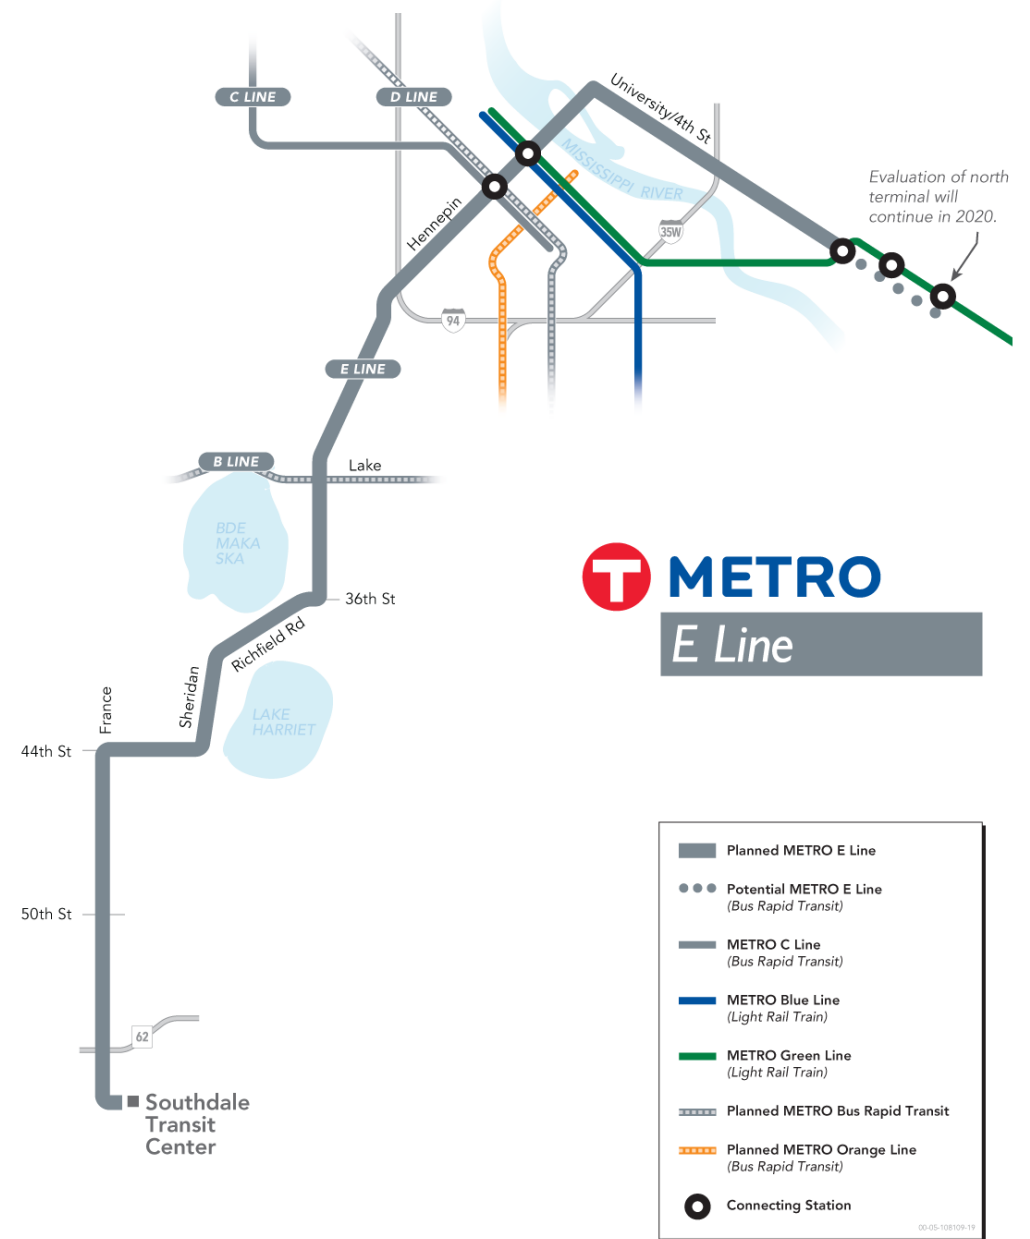 C LINE
D LINE
University/4th St
MISSISSIPPI RIVER
Evaluation of north
terminal will
continue in 2020.
Hennepin
35W
94
E LINE
B LINE
Lake
BDE
MAKA
SKA
36th St
Richfield Rd
Sheridan
LAKE
HARRIET
France
44th St
50th St
62
Southdale
Transit
Center
T METRO
E Line
Planned METRO E Line
Potential METRO E Line
(Bus Rapid Transit)
METRO C Line
(Bus Rapid Transit)
METRO Blue Line
(Light Rail Train)
METRO Green Line
(Light Rail Train)
Planned METRO Bus Rapid Transit
Planned METRO Orange Line
(Bus Rapid Transit)
Connecting Station
00-05-108109-19